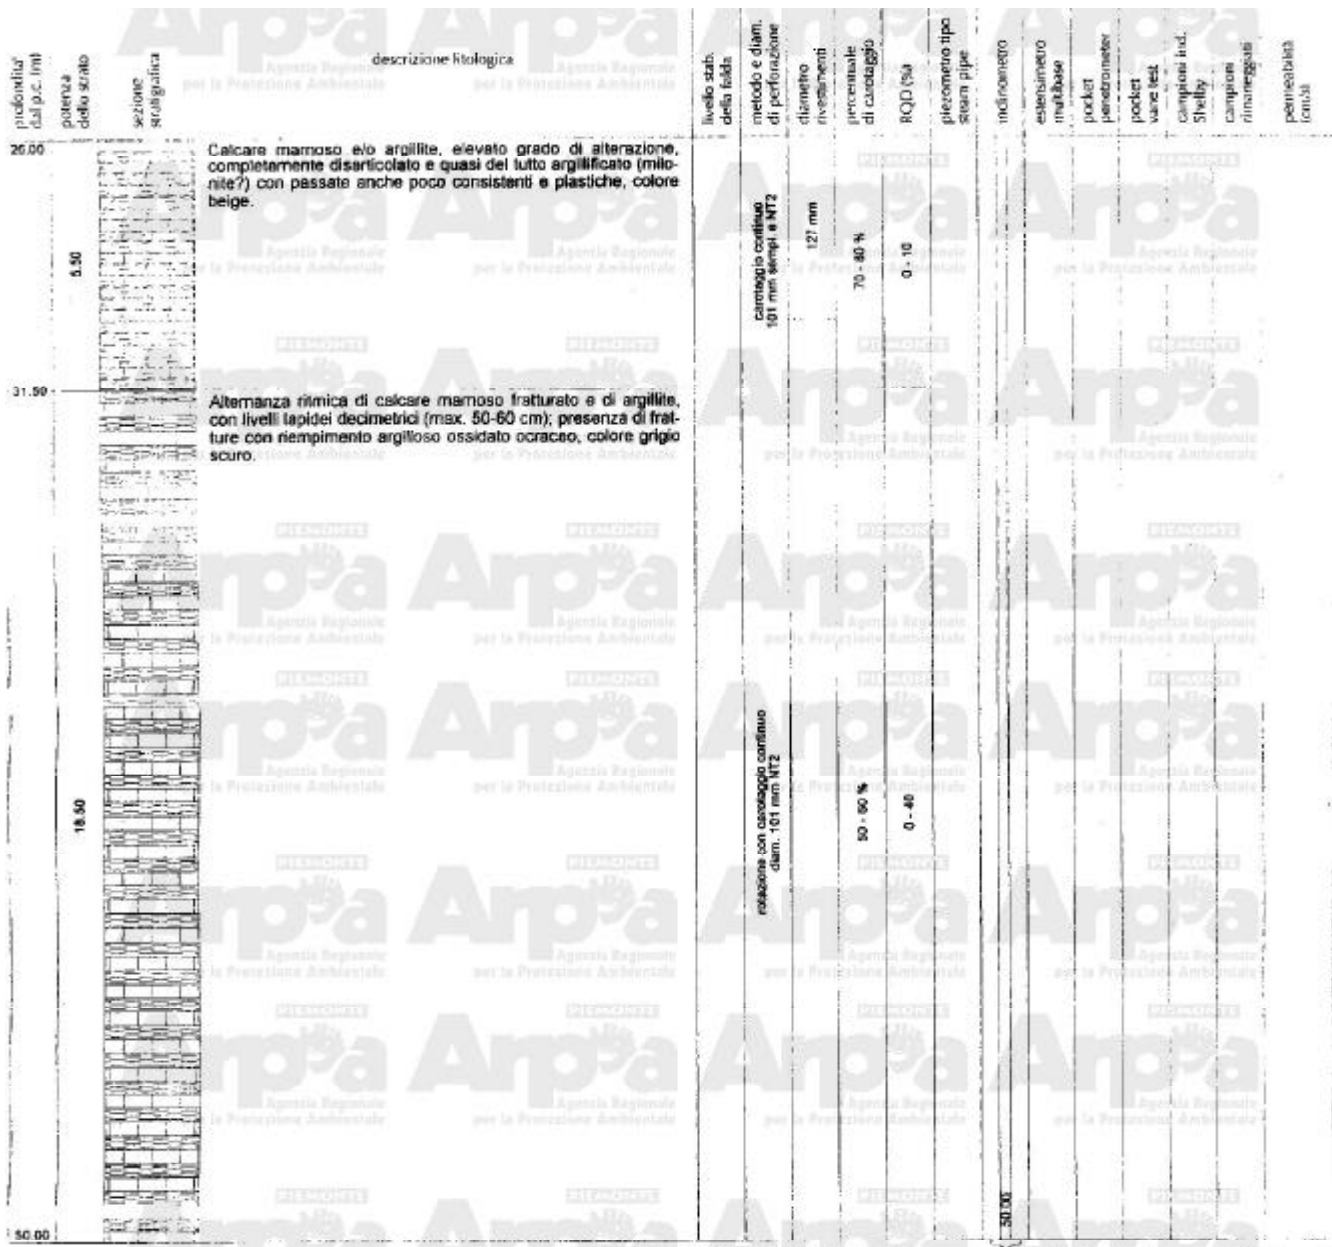 profondita' dal p.c. (m)
potenza dello strato
sezione stratigrafica
descrizione litologica
livello stab. della falda
metodo e diam. di perforazione
diametro rivestimenti
percentuale di carotaggio
RQD (%)
piezometro tipo
inclinometro
estensimetro multibase
pocket penetrometer
pocket vane test
campioni ind. Shelby
campioni rimaneggiati
permeabilità (cm/s)
26.00
Calcare marnoso e/o argillite, elevato grado di alterazione,
completamente disarticolato e quasi del tutto argillificato (milo-
nite?) con passate anche poco consistenti e plastiche, colore
beige.
5.50
carotaggio continuo
101 mm sempl. e NT2
127 mm
70 - 80 %
0 - 10
31.50
Alternanza ritmica di calcare marnoso fratturato e di argillite,
con livelli lapidei decimetrici (max. 50-60 cm); presenza di frat-
ture con riempimento argilloso ossidato ocraceo, colore grigio
scuro.
18.50
rotazione con carotaggio continuo
diam. 101 mm NT2
0 - 40
50.00
50.00
PIEMONTE
Arpa
Agenzia Regionale
per la Protezione Ambientale